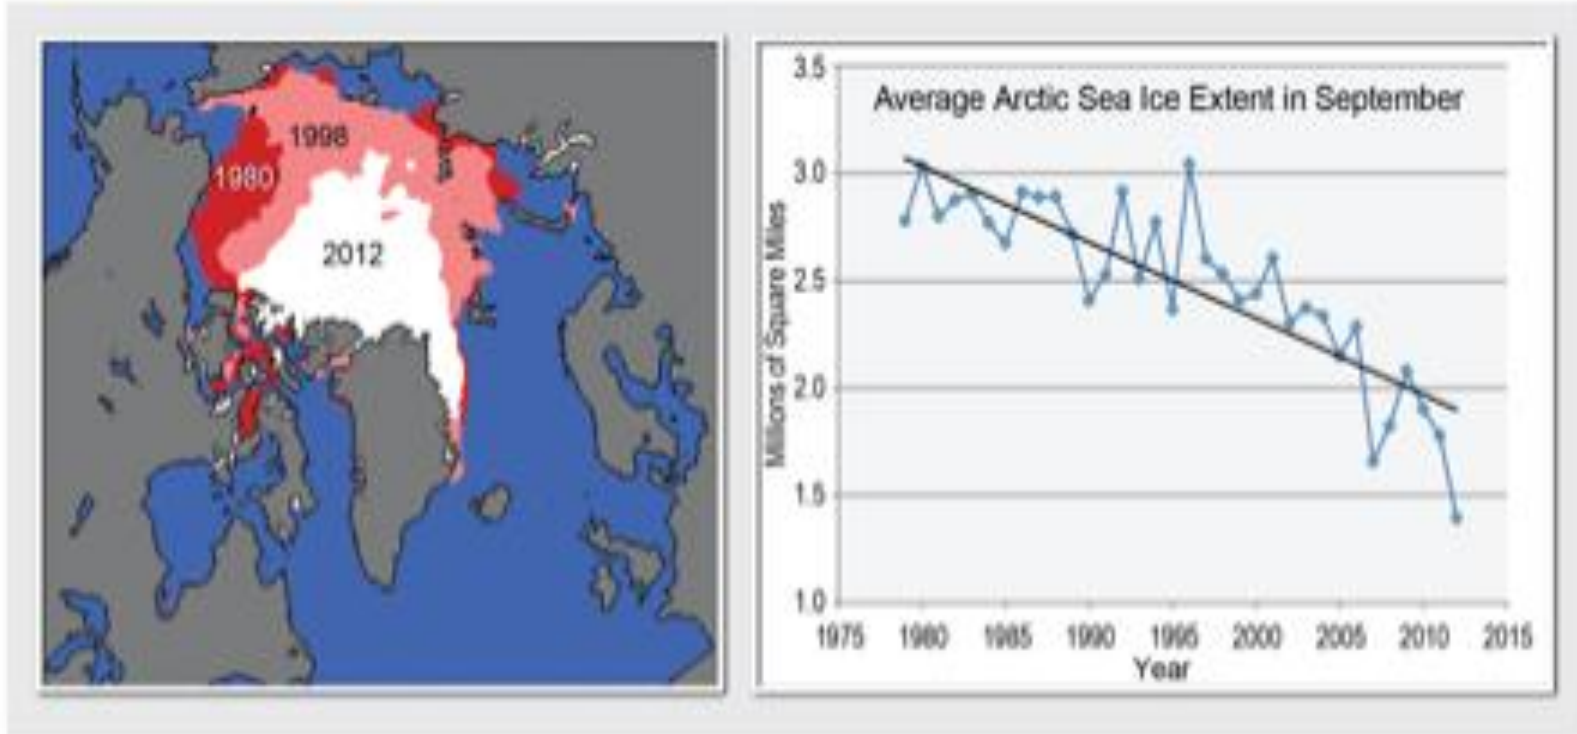 1998
1980
2012
Average Arctic Sea Ice Extent in September
3.5
3.0
2.5
2.0
1.5
1.0
Millions of Square Miles
1975 1980 1985 1990 1995 2000 2005 2010 2015
Year